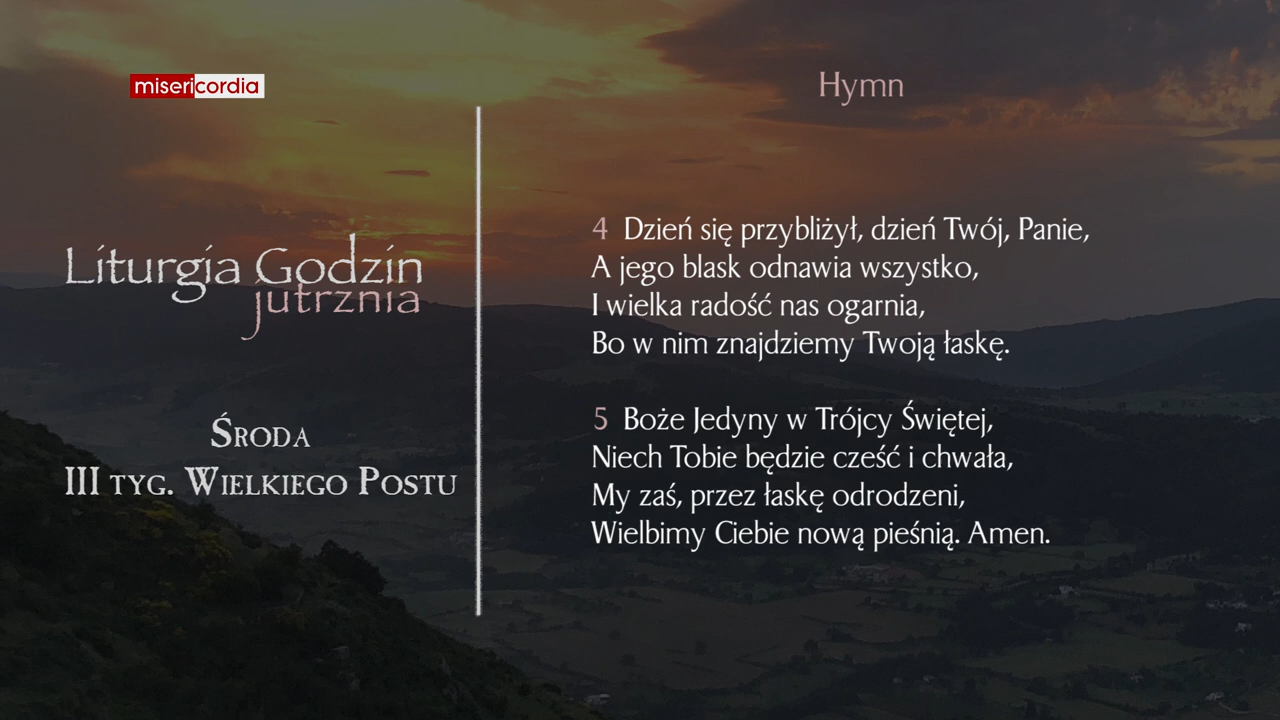 misericordia
Liturgia Godzin
jutrznia
Środa
III tyg. Wielkiego Postu
Hymn
4 Dzień się przybliżył, dzień Twój, Panie,
A jego blask odnawia wszystko,
I wielka radość nas ogarnia,
Bo w nim znajdziemy Twoją łaskę.
5 Boże Jedyny w Trójcy Świętej,
Niech Tobie będzie cześć i chwała,
My zaś, przez łaskę odrodzeni,
Wielbimy Ciebie nową pieśnią. Amen.